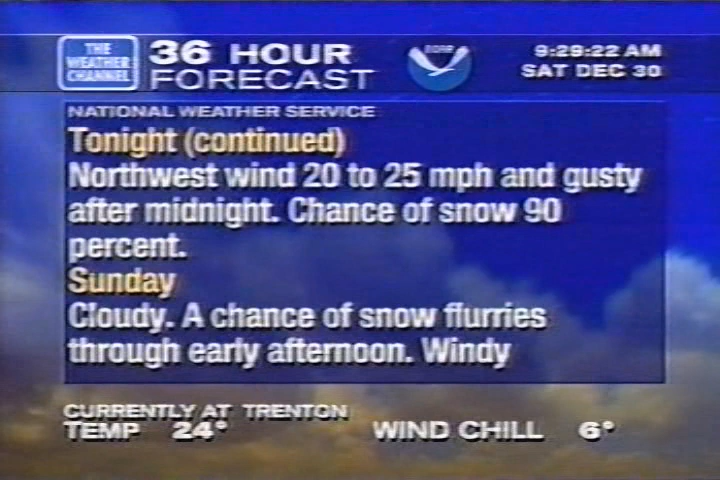 THE
WEATHER
CHANNEL
36 HOUR
FORECAST
NOAA
9:29:22 AM
SAT DEC 30
NATIONAL WEATHER SERVICE
Tonight (continued)
Northwest wind 20 to 25 mph and gusty
after midnight. Chance of snow 90
percent.
Sunday
Cloudy. A chance of snow flurries
through early afternoon. Windy
CURRENTLY AT TRENTON
TEMP 24° WIND CHILL 6°